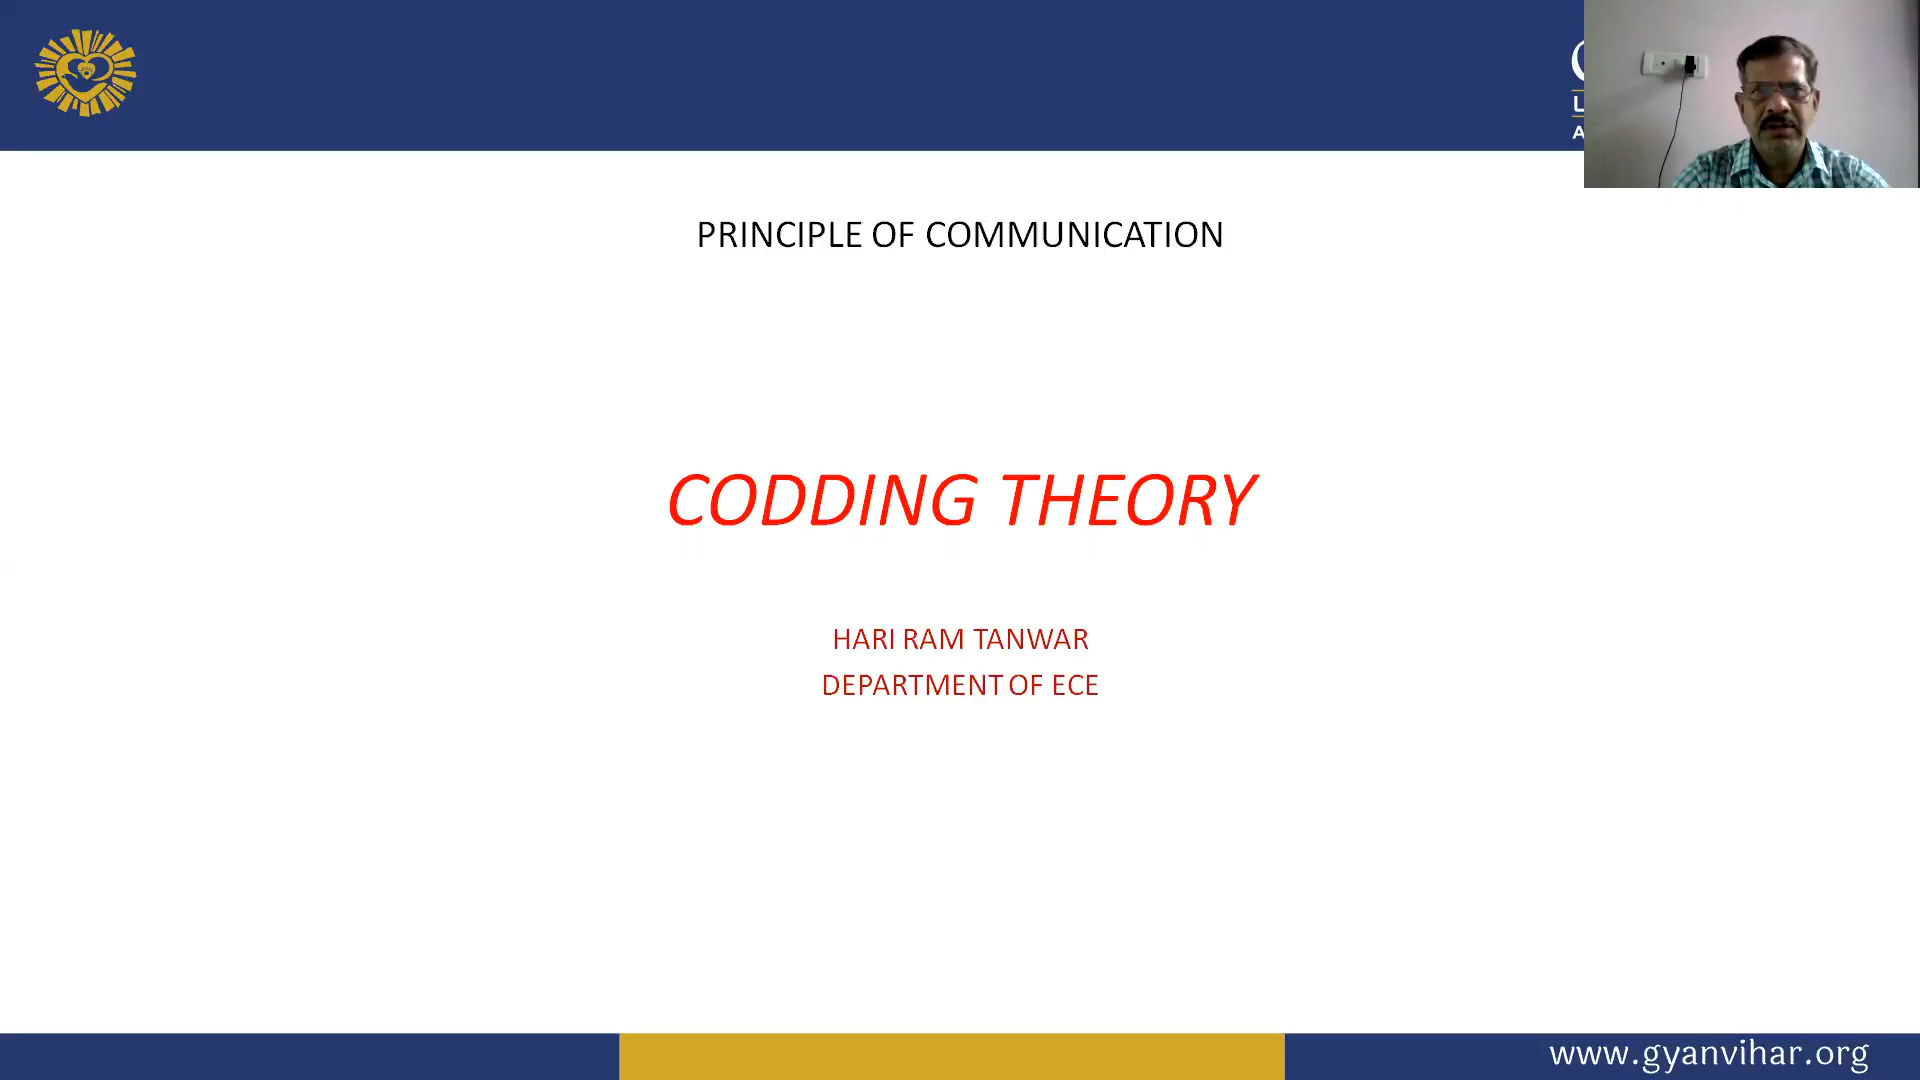 PRINCIPLE OF COMMUNICATION
CODDING THEORY
HARI RAM TANWAR
DEPARTMENT OF ECE
www.gyanvihar.org